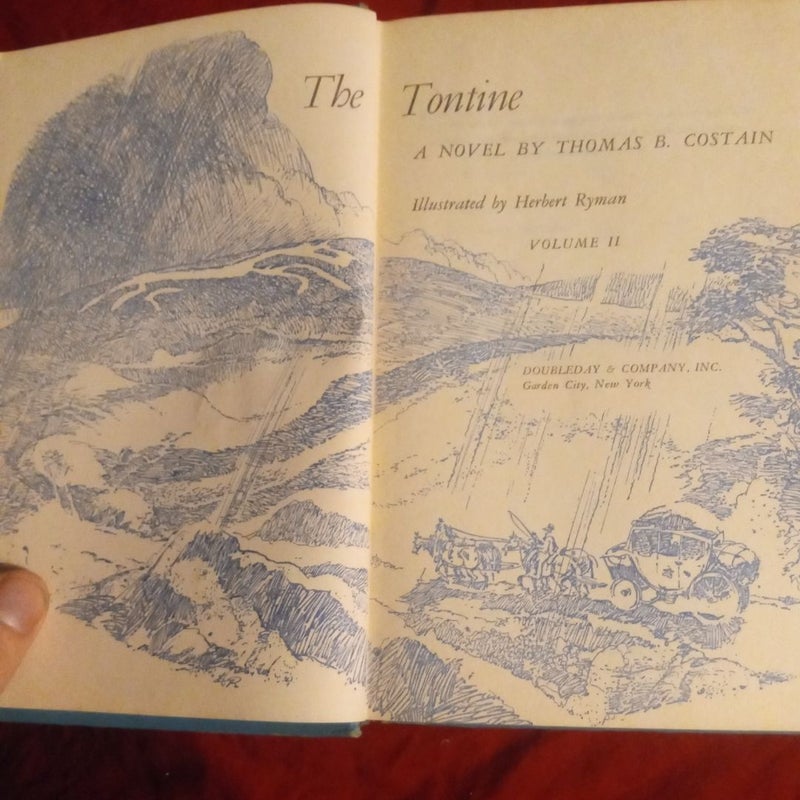 The Tontine
A NOVEL BY THOMAS B. COSTAIN
Illustrated by Herbert Ryman
VOLUME II
DOUBLEDAY & COMPANY, INC.
Garden City, New York